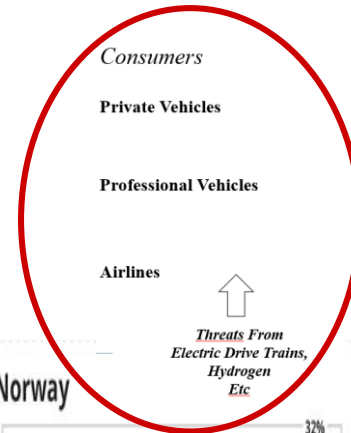 Consumers
Private Vehicles
Professional Vehicles
Airlines
Threats From
Electric Drive Trains,
Hydrogen
Etc
Norway
32%